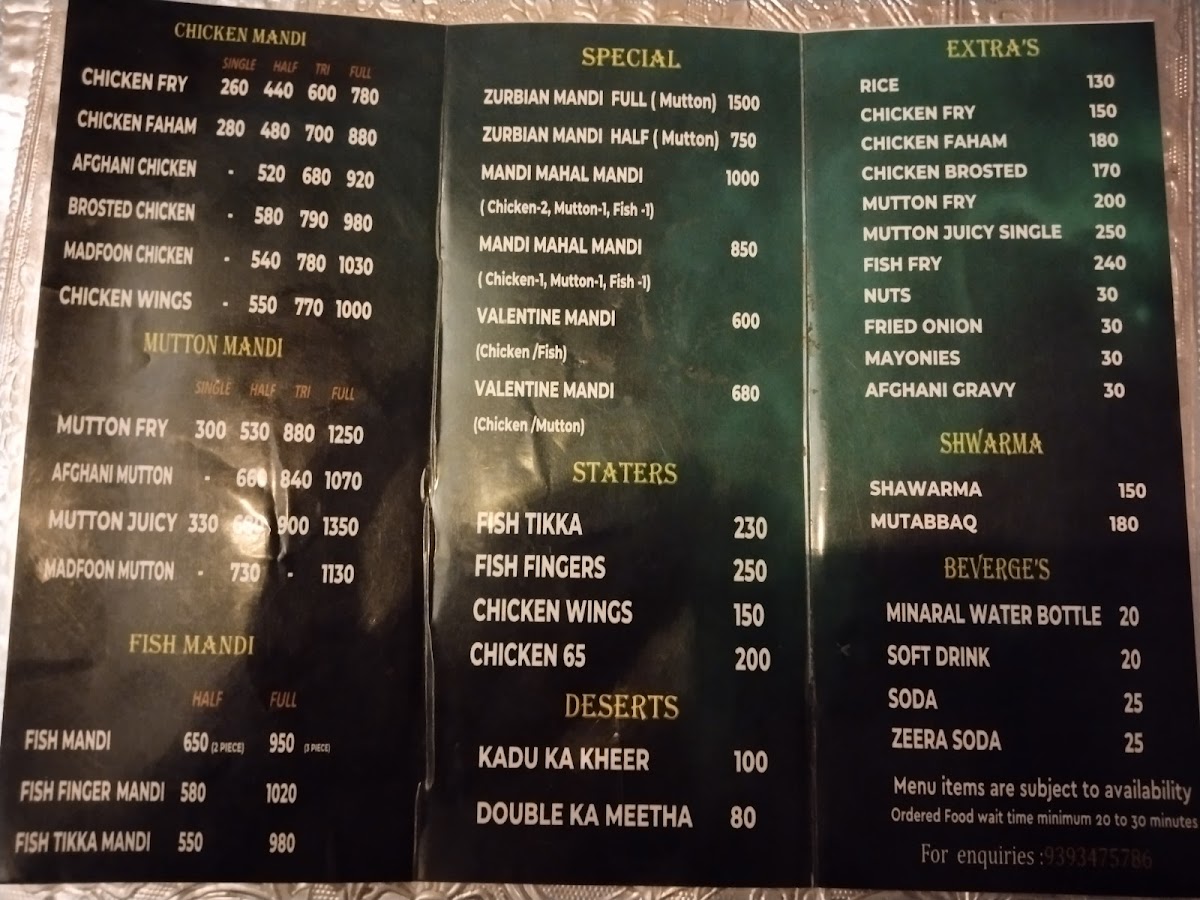 CHICKEN MANDI
SINGLE HALF TRI FULL
CHICKEN FRY 260 440 600 780
CHICKEN FAHAM 280 480 700 880
AFGHANI CHICKEN - 520 680 920
BROSTED CHICKEN - 580 790 980
MADFOON CHICKEN - 540 780 1030
CHICKEN WINGS - 550 770 1000
MUTTON MANDI
SINGLE HALF TRI FULL
MUTTON FRY 300 530 880 1250
AFGHANI MUTTON - 660 840 1070
MUTTON JUICY 330 900 1350
MADFOON MUTTON - 730 - 1130
FISH MANDI
HALF FULL
FISH MANDI 650 (2 PIECE) 950 (3 PIECE)
FISH FINGER MANDI 580 1020
FISH TIKKA MANDI 550 980
SPECIAL
ZURBIAN MANDI FULL ( Mutton) 1500
ZURBIAN MANDI HALF ( Mutton) 750
MANDI MAHAL MANDI 1000
( Chicken-2, Mutton-1, Fish -1)
MANDI MAHAL MANDI 850
( Chicken-1, Mutton-1, Fish -1)
VALENTINE MANDI 600
(Chicken /Fish)
VALENTINE MANDI 680
(Chicken /Mutton)
STATERS
FISH TIKKA 230
FISH FINGERS 250
CHICKEN WINGS 150
CHICKEN 65 200
DESERTS
KADU KA KHEER 100
DOUBLE KA MEETHA 80
EXTRA'S
RICE 130
CHICKEN FRY 150
CHICKEN FAHAM 180
CHICKEN BROSTED 170
MUTTON FRY 200
MUTTON JUICY SINGLE 250
FISH FRY 240
NUTS 30
FRIED ONION 30
MAYONIES 30
AFGHANI GRAVY 30
SHWARMA
SHAWARMA 150
MUTABBAQ 180
BEVERGE'S
MINARAL WATER BOTTLE 20
SOFT DRINK 20
SODA 25
ZEERA SODA 25
Menu items are subject to availability
Ordered Food wait time minimum 20 to 30 minutes
For enquiries :9393475786